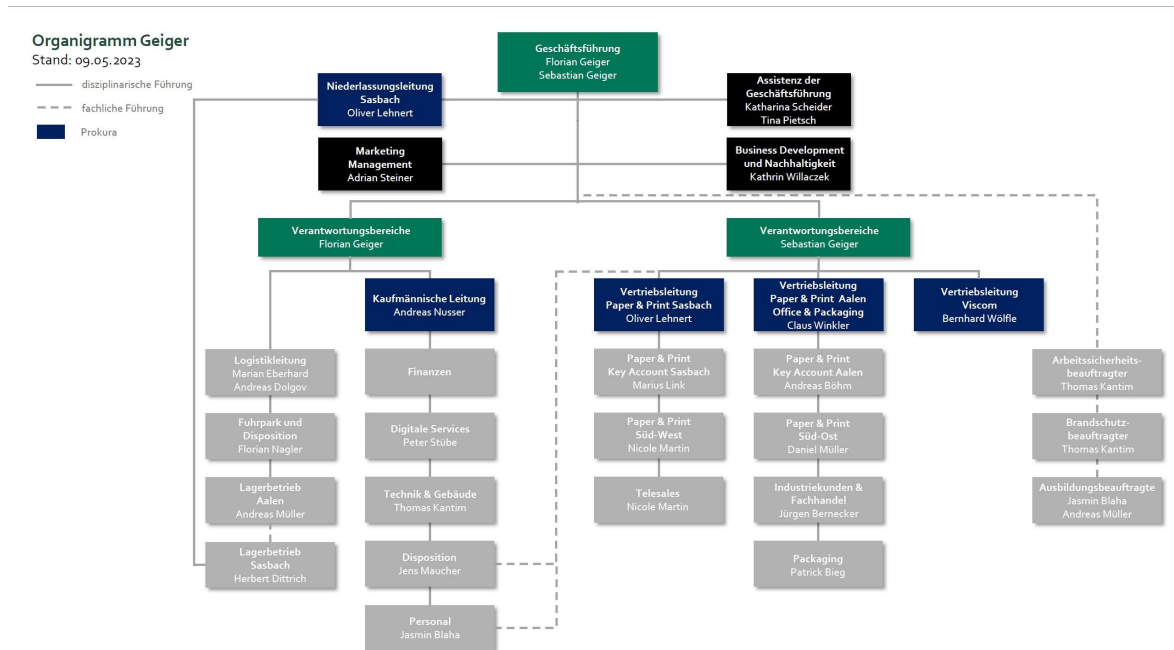 Organigramm Geiger
Stand: 09.05.2023
disziplinarische Führung
fachliche Führung
Prokura
Geschäftsführung
Florian Geiger
Sebastian Geiger
Niederlassungsleitung
Sasbach
Oliver Lehnert
Assistenz der
Geschäftsführung
Katharina Scheider
Tina Pietsch
Marketing
Management
Adrian Steiner
Business Development
und Nachhaltigkeit
Kathrin Willaczek
Verantwortungsbereiche
Florian Geiger
Verantwortungsbereiche
Sebastian Geiger
Kaufmännische Leitung
Andreas Nusser
Vertriebsleitung
Paper & Print Sasbach
Oliver Lehnert
Vertriebsleitung
Paper & Print Aalen
Office & Packaging
Claus Winkler
Vertriebsleitung
Viscom
Bernhard Wölfle
Logistikleitung
Marian Eberhard
Andreas Dolgov
Finanzen
Paper & Print
Key Account Sasbach
Marius Link
Paper & Print
Key Account Aalen
Andreas Böhm
Arbeitssicherheits-
beauftragter
Thomas Kantim
Fuhrpark und
Disposition
Florian Nagler
Digitale Services
Peter Stübe
Paper & Print
Süd-West
Nicole Martin
Paper & Print
Süd-Ost
Daniel Müller
Brandschutz-
beauftragter
Thomas Kantim
Lagerbetrieb
Aalen
Andreas Müller
Technik & Gebäude
Thomas Kantim
Telesales
Nicole Martin
Industriekunden &
Fachhandel
Jürgen Bernecker
Ausbildungsbeauftragte
Jasmin Blaha
Andreas Müller
Lagerbetrieb
Sasbach
Herbert Dittrich
Disposition
Jens Maucher
Packaging
Patrick Bieg
Personal
Jasmin Blaha